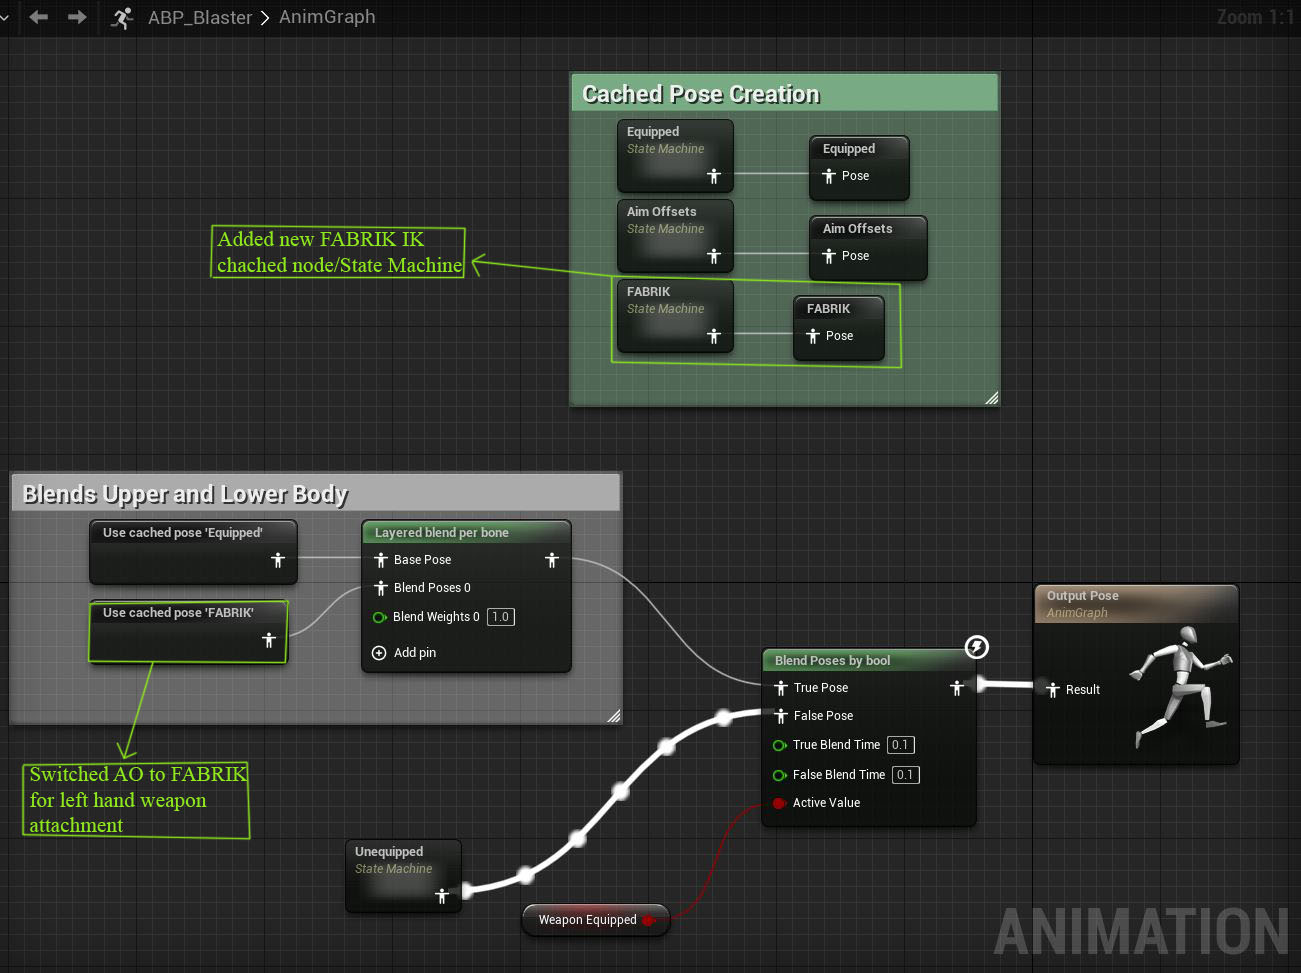 ABP_Blaster > AnimGraph
Zoom 1:1
Cached Pose Creation
Equipped
State Machine
Equipped
Pose
Aim Offsets
State Machine
Aim Offsets
Pose
Added new FABRIK IK
chached node/State Machine
FABRIK
State Machine
FABRIK
Pose
Blends Upper and Lower Body
Use cached pose 'Equipped'
Use cached pose 'FABRIK'
Layered blend per bone
Base Pose
Blend Poses 0
Blend Weights 0 1.0
Add pin
Switched AO to FABRIK
for left hand weapon
attachment
Unequipped
State Machine
Weapon Equipped
Blend Poses by bool
True Pose
False Pose
True Blend Time 0.1
False Blend Time 0.1
Active Value
Output Pose
AnimGraph
Result
ANIMATION